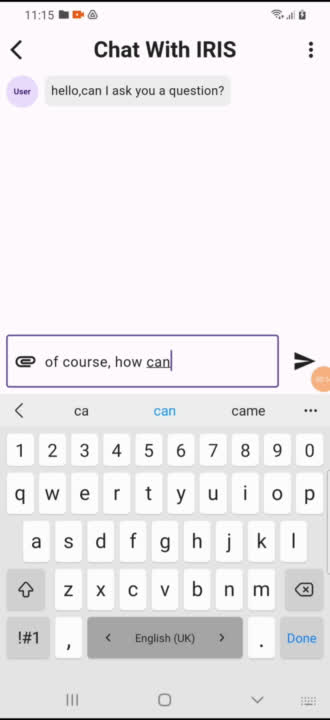 11:15
Chat With IRIS
User
hello,can I ask you a question?
of course, how can
ca can came
1 2 3 4 5 6 7 8 9 0
q w e r t y u i o p
a s d f g h j k l
z x c v b n m
!#1 , English (UK) . Done